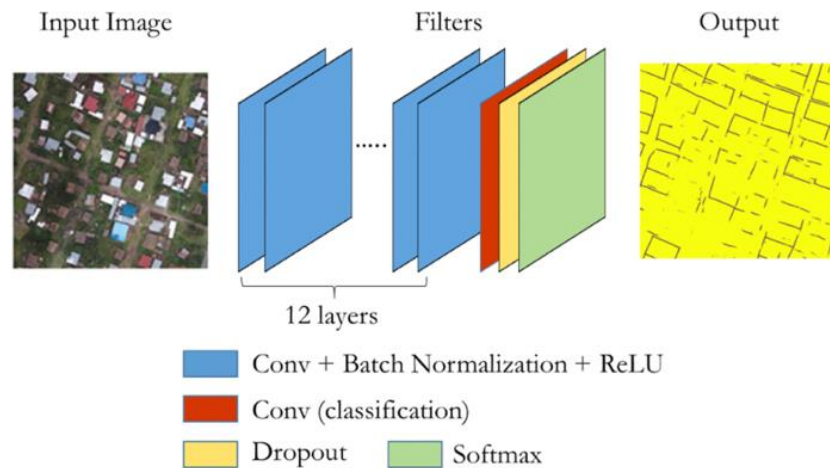 Input Image
Filters
Output
.....
12 layers
Conv + Batch Normalization + ReLU
Conv (classification)
Dropout
Softmax